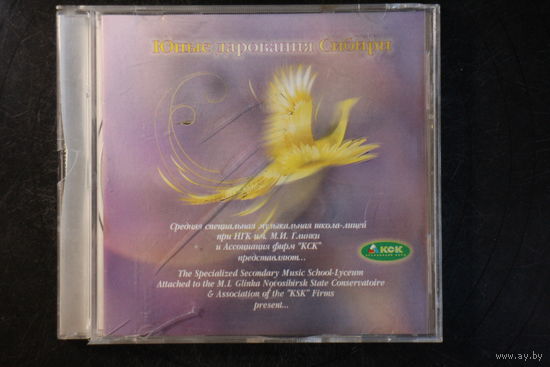 Юные дарования Сибири
Средняя специальная музыкальная школа-лицей
при НГК им. М.И. Глинки
и Ассоциация фирм "КСК"
представляют...
КСК
The Specialized Secondary Music School-Lyceum
Attached to the M.I. Glinka Novosibirsk State Conservatoire
& Association of the "KSK" Firms
present...
www.ay.by